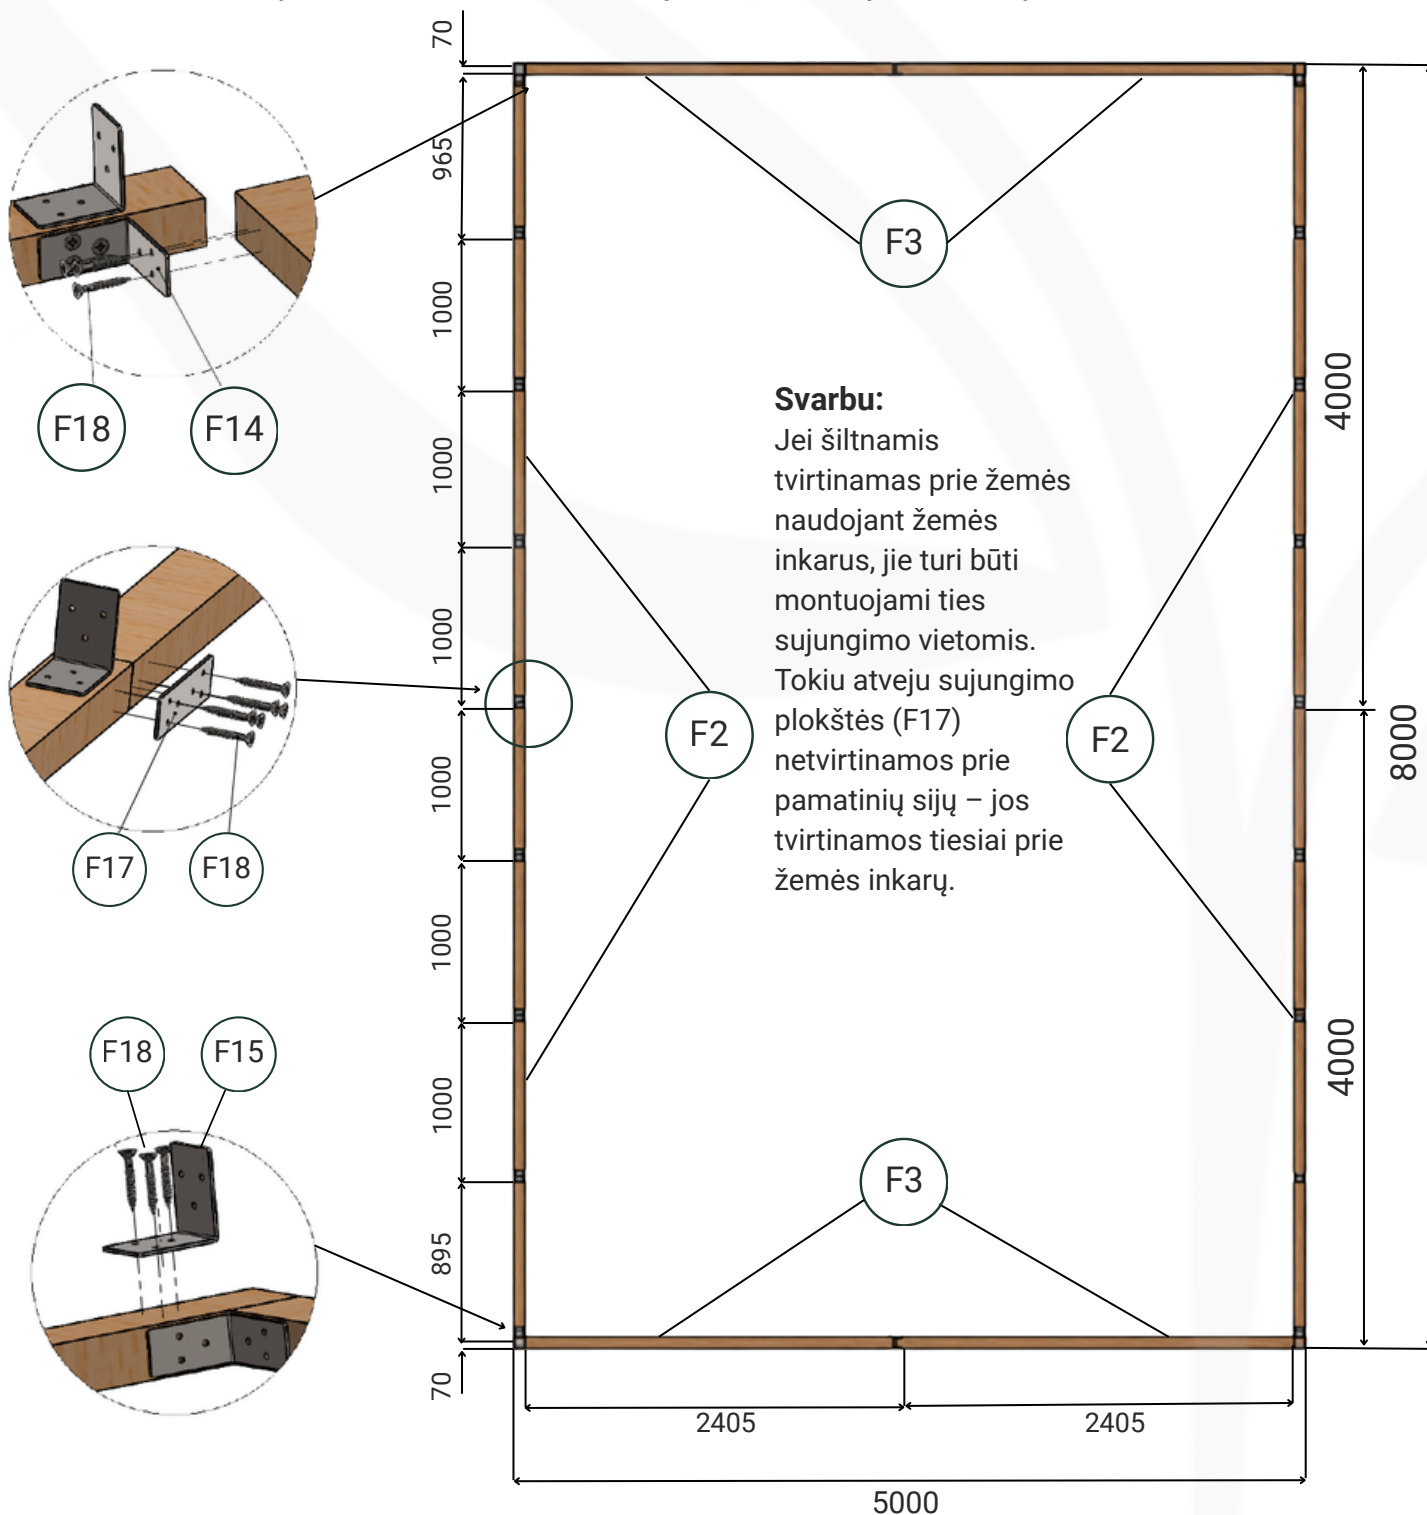 70
965
1000
1000
1000
1000
1000
1000
895
70
F18
F14
F17
F18
F18
F15
F3
F2
F2
F3
Svarbu:
Jei šiltnamis
tvirtinamas prie žemės
naudojant žemės
inkarus, jie turi būti
montuojami ties
sujungimo vietomis.
Tokiu atveju sujungimo
plokštės (F17)
netvirtinamos prie
pamatinių sijų – jos
tvirtinamos tiesiai prie
žemės inkarų.
4000
8000
4000
2405
2405
5000